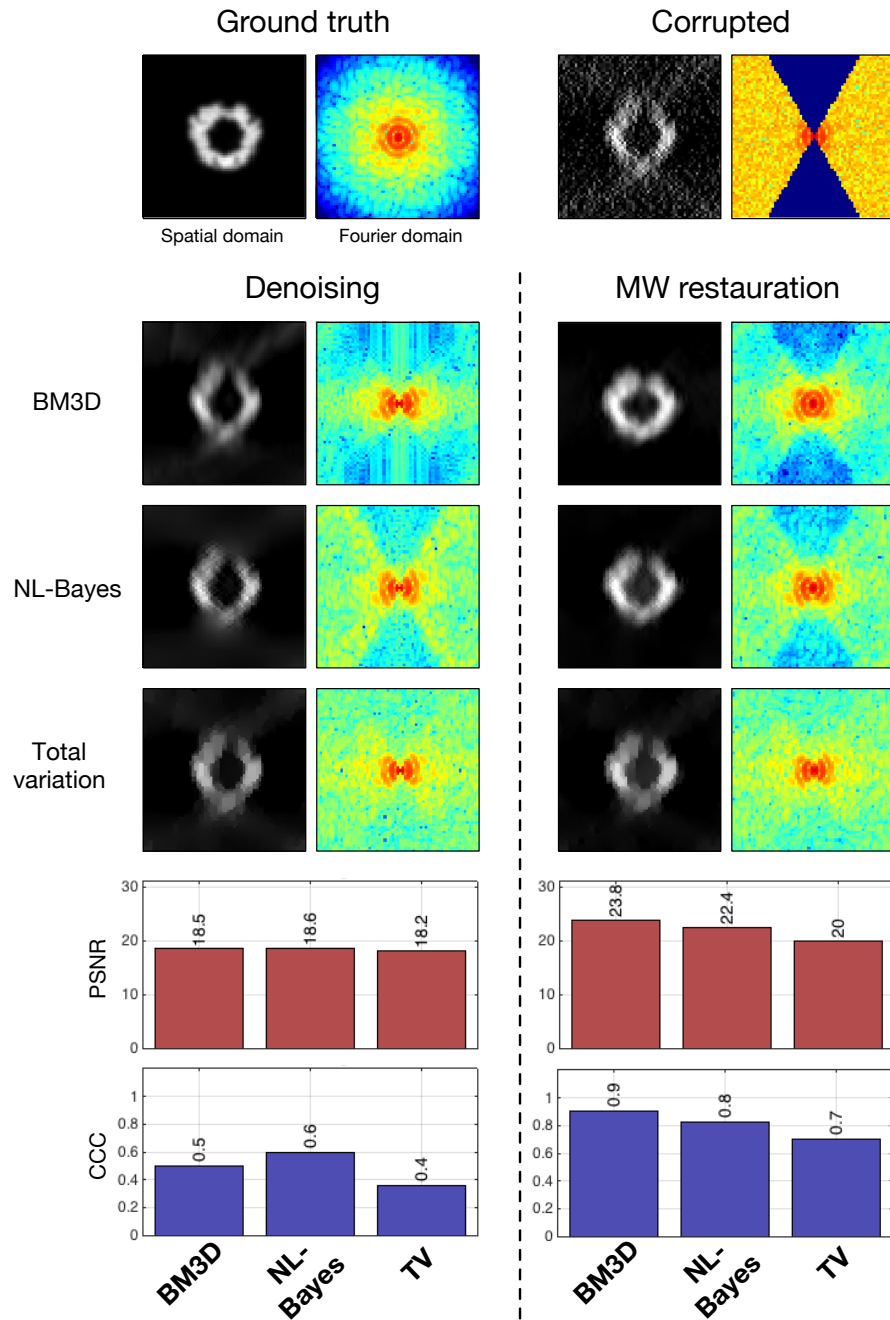 Ground truth
Corrupted
Spatial domain
Fourier domain
Denoising
MW restauration
BM3D
NL-Bayes
Total
variation
PSNR
30
20
10
0
18.5
18.6
18.2
30
20
10
0
23.8
22.4
20
CCC
1
0.8
0.6
0.4
0.2
0
0.5
0.6
0.4
1
0.8
0.6
0.4
0.2
0
0.9
0.8
0.7
BM3D
NL-
Bayes
TV
BM3D
NL-
Bayes
TV